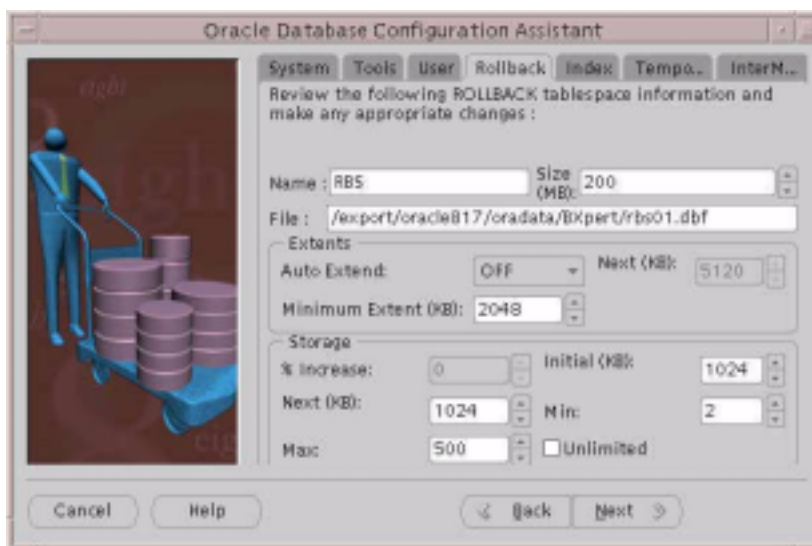 Oracle Database Configuration Assistant
System Tools User Rollback Index Tempo.. InterM...
Review the following ROLLBACK tablespace information and
make any appropriate changes :
Name : RBS Size (MB): 200
File : /export/oracle817/oradata/BXpert/rbs01.dbf
Extents
Auto Extend: OFF Next (KB): 5120
Minimum Extent (KB): 2048
Storage
% Increase: 0 Initial (KB): 1024
Next (KB): 1024 Min: 2
Max: 500 Unlimited
right
eig
Cancel Help Back Next